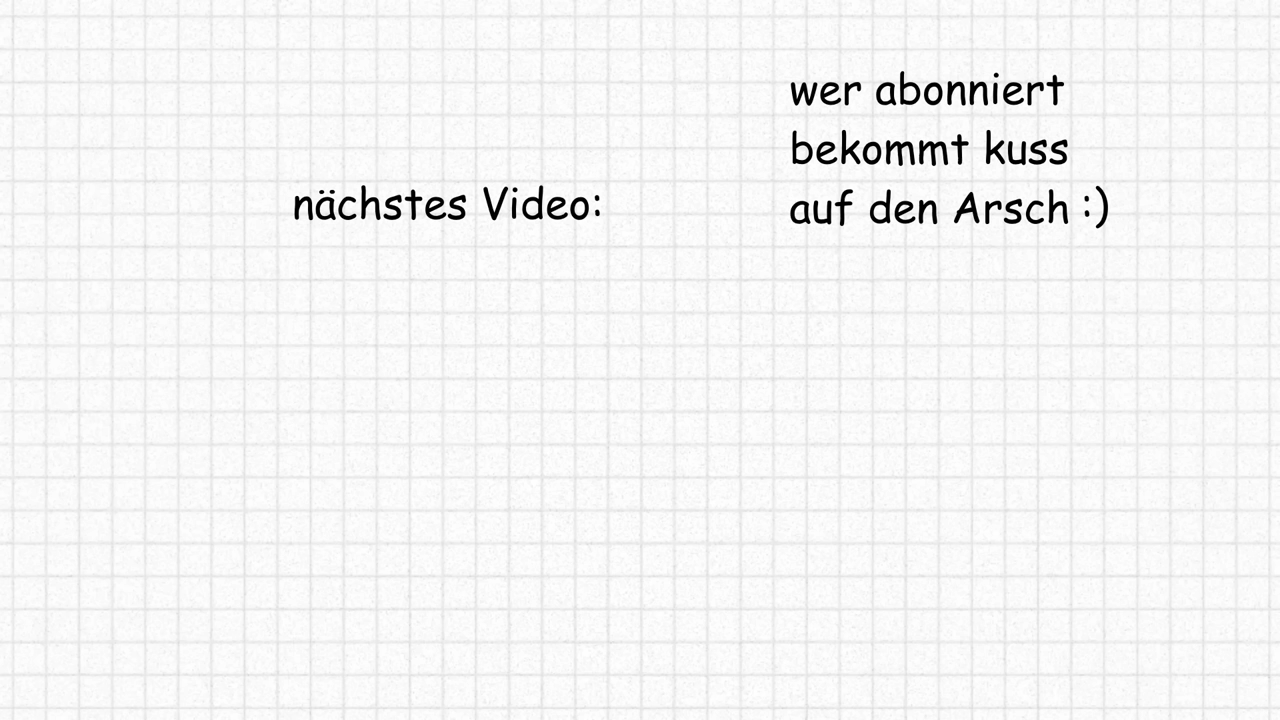 nächstes Video:
wer abonniert
bekommt kuss
auf den Arsch :)